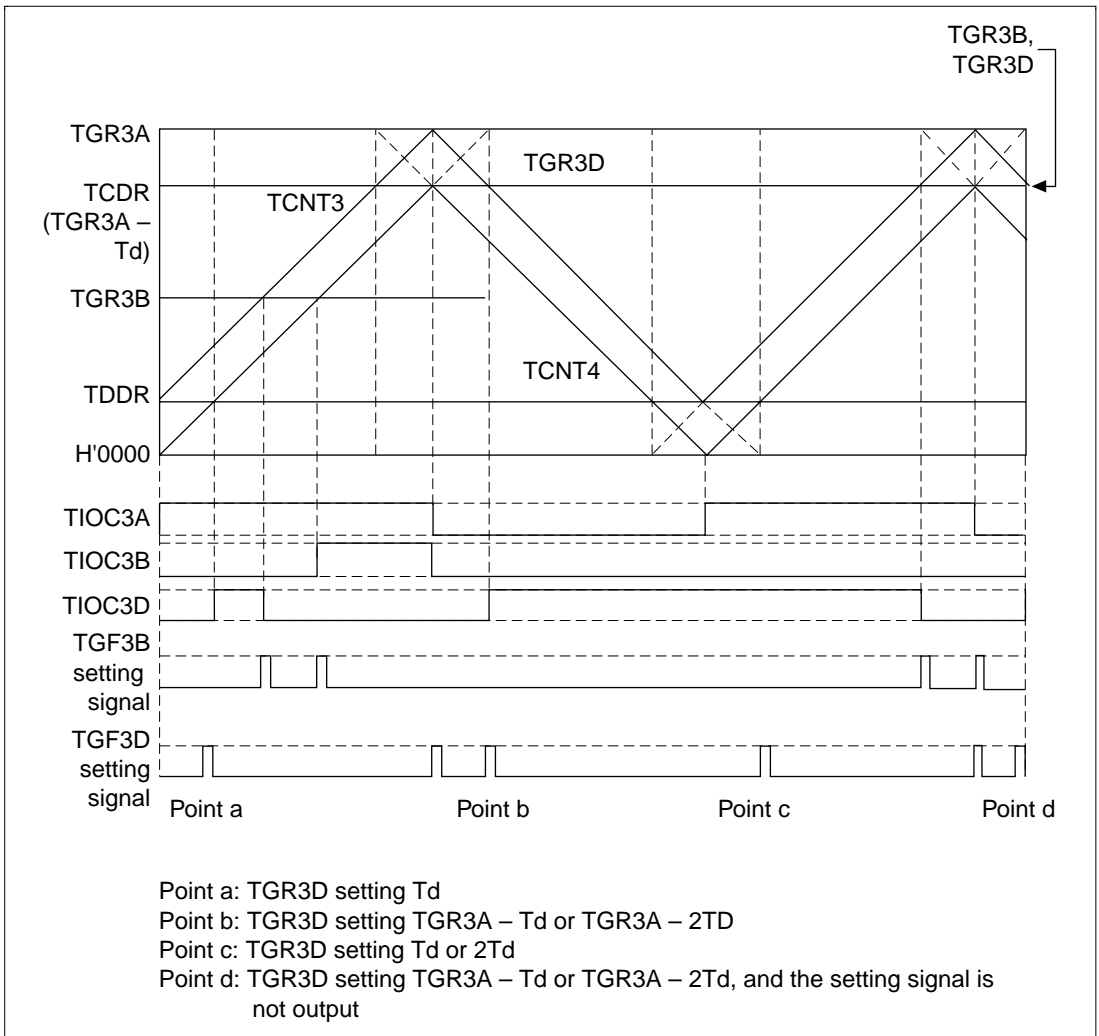 TGR3B,
TGR3D
TGR3A
TGR3D
TCDR
(TGR3A –
Td)
TCNT3
TGR3B
TCNT4
TDDR
H'0000
TIOC3A
TIOC3B
TIOC3D
TGF3B
setting
signal
TGF3D
setting
signal
Point a
Point b
Point c
Point d
Point a: TGR3D setting Td
Point b: TGR3D setting TGR3A – Td or TGR3A – 2TD
Point c: TGR3D setting Td or 2Td
Point d: TGR3D setting TGR3A – Td or TGR3A – 2Td, and the setting signal is
not output